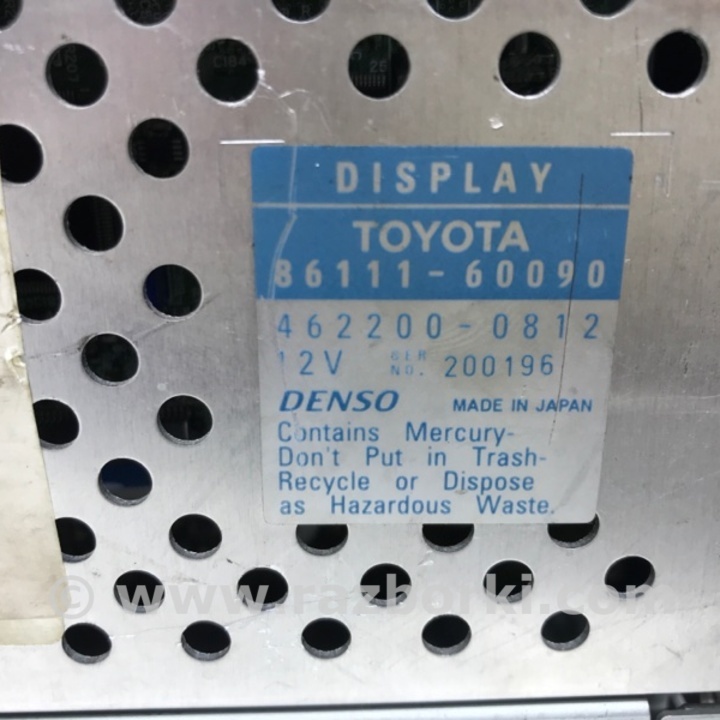 DISPLAY
TOYOTA
86111-60090
462200-0812
12V SER NO. 200196
DENSO MADE IN JAPAN
Contains Mercury-
Don't Put in Trash-
Recycle or Dispose
as Hazardous Waste.
© www.razborki.com